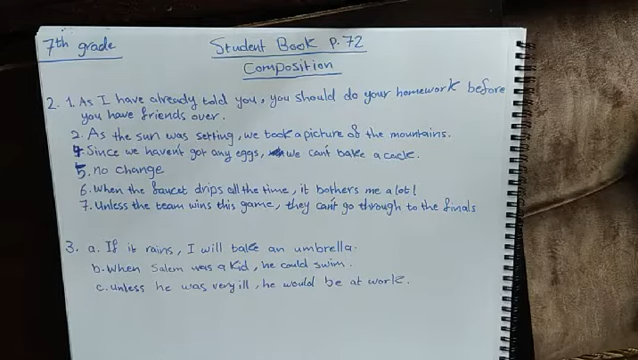 7th grade
Student Book p.72
Composition
2. 1. As I have already told you, you should do your homework before
you have friends over.
2. As the sun was setting, we took a picture of the mountains.
4. Since we haven't got any eggs, we can't bake a cacke.
5. no change
6. When the faucet drips all the time, it bothers me a lot!
7. Unless the team wins this game, they can't go through to the finals
3. a. If it rains, I will take an umbrella.
b. When Salem was a kid, he could swim.
c. unless he was very ill, he would be at work.